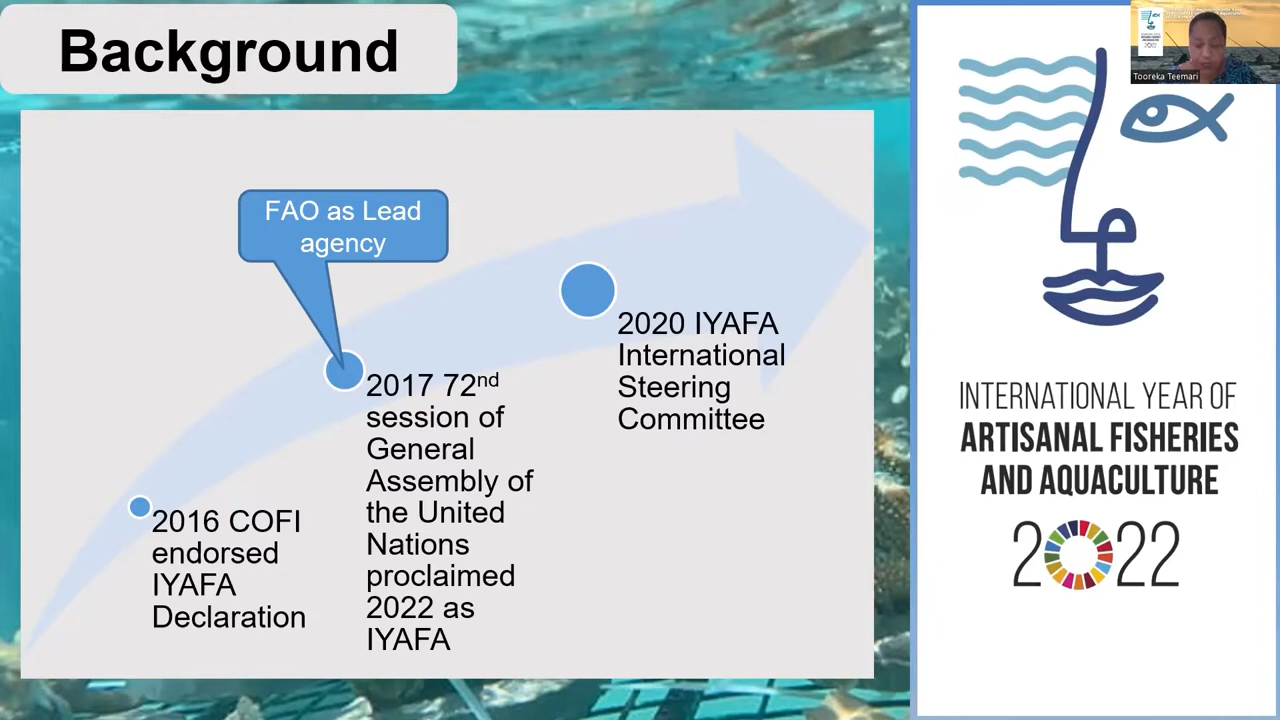 Background
FAO as Lead
agency
2016 COFI
endorsed
IYAFA
Declaration
2017 72nd
session of
General
Assembly of
the United
Nations
proclaimed
2022 as
IYAFA
2020 IYAFA
International
Steering
Committee
Tooreka Teemari
INTERNATIONAL YEAR OF
ARTISANAL FISHERIES
AND AQUACULTURE
2022